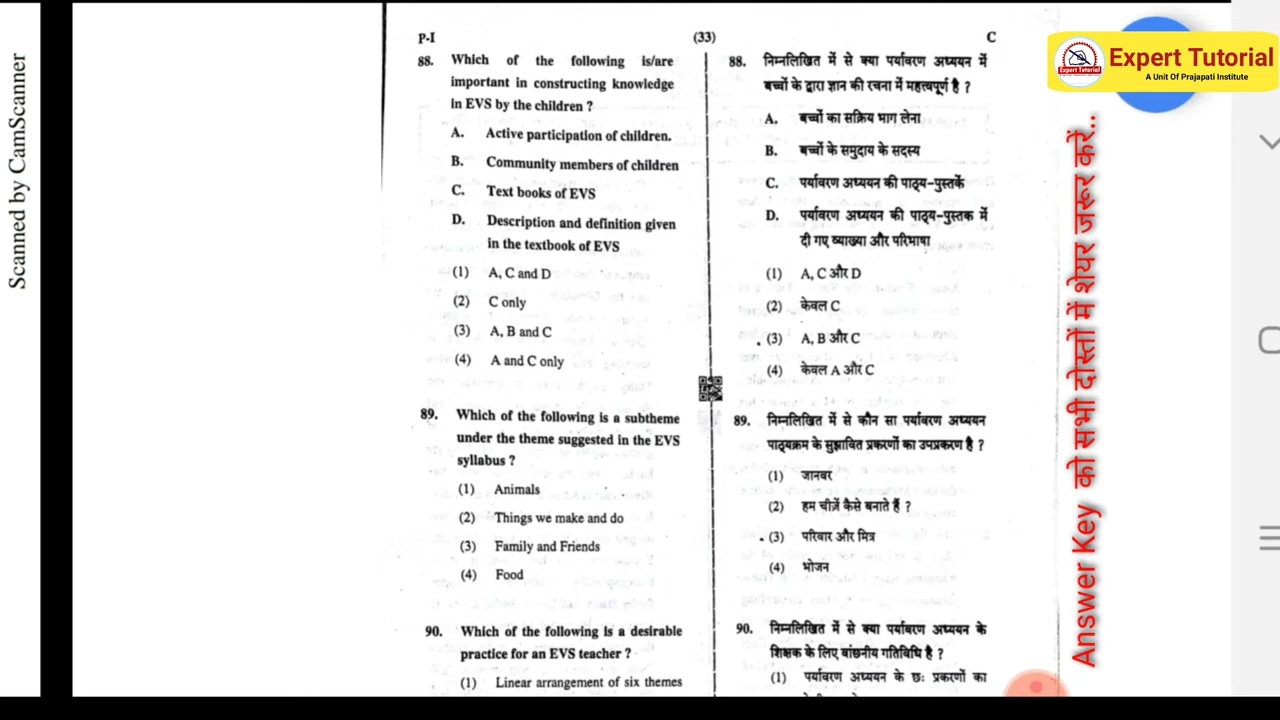 Scanned by CamScanner
P-I
(33)
C
88. Which of the following is/are
important in constructing knowledge
in EVS by the children ?
A. Active participation of children.
B. Community members of children
C. Text books of EVS
D. Description and definition given
in the textbook of EVS
(1) A, C and D
(2) C only
(3) A, B and C
(4) A and C only
89. Which of the following is a subtheme
under the theme suggested in the EVS
syllabus ?
(1) Animals
(2) Things we make and do
(3) Family and Friends
(4) Food
90. Which of the following is a desirable
practice for an EVS teacher ?
(1) Linear arrangement of six themes
88. निम्नलिखित में से क्या पर्यावरण अध्ययन में
बच्चों के द्वारा ज्ञान की रचना में महत्त्वपूर्ण है ?
A. बच्चों का सक्रिय भाग लेना
B. बच्चों के समुदाय के सदस्य
C. पर्यावरण अध्ययन की पाठ्य-पुस्तकें
D. पर्यावरण अध्ययन की पाठ्य-पुस्तक में
दी गए व्याख्या और परिभाषा
(1) A, C और D
(2) केवल C
(3) A, B और C
(4) केवल A और C
89. निम्नलिखित में से कौन सा पर्यावरण अध्ययन
पाठ्यक्रम के सुझावित प्रकरणों का उपप्रकरण है ?
(1) जानवर
(2) हम चीज़ें कैसे बनाते हैं ?
(3) परिवार और मित्र
(4) भोजन
90. निम्नलिखित में से क्या पर्यावरण अध्ययन के
शिक्षक के लिए वांछनीय गतिविधि है ?
(1) पर्यावरण अध्ययन के छः प्रकरणों का
Expert Tutorial
Expert Tutorial
A Unit Of Prajapati Institute
Answer Key को सभी दोस्तों में शेयर जरूर करें..